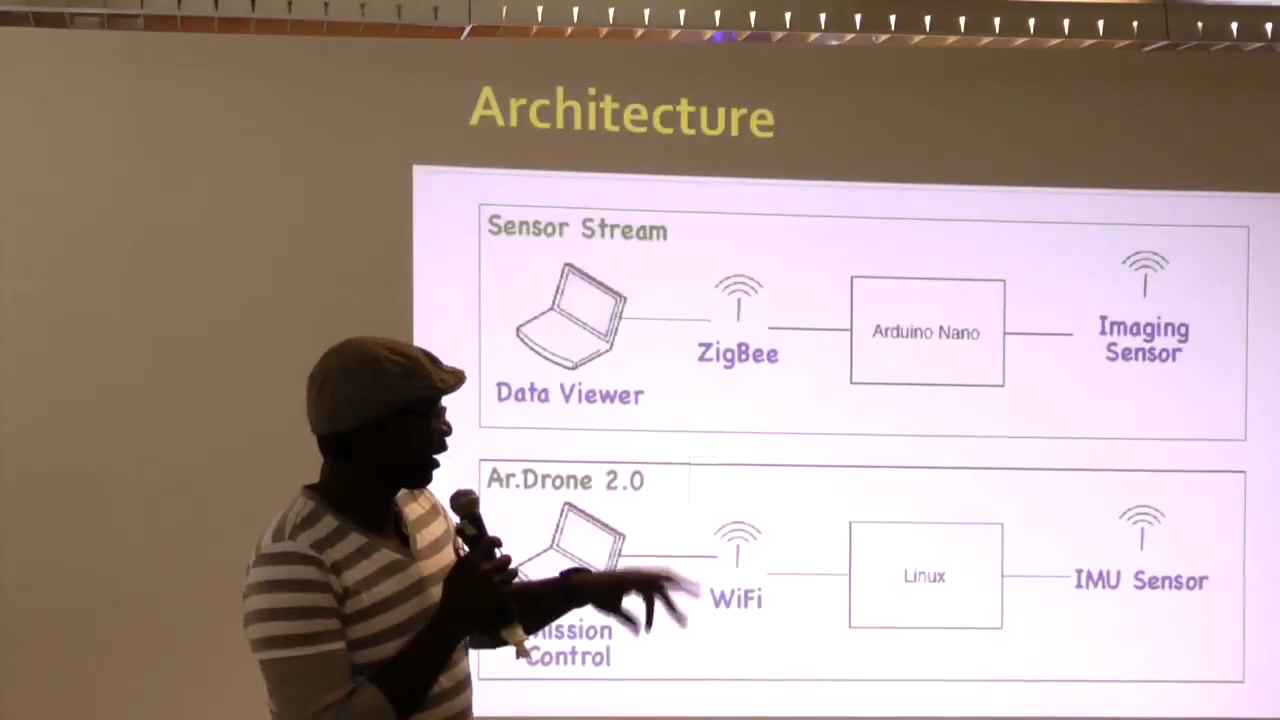 Architecture
Sensor Stream
Data Viewer
ZigBee
Arduino Nano
Imaging
Sensor
Ar.Drone 2.0
Mission
Control
WiFi
Linux
IMU Sensor